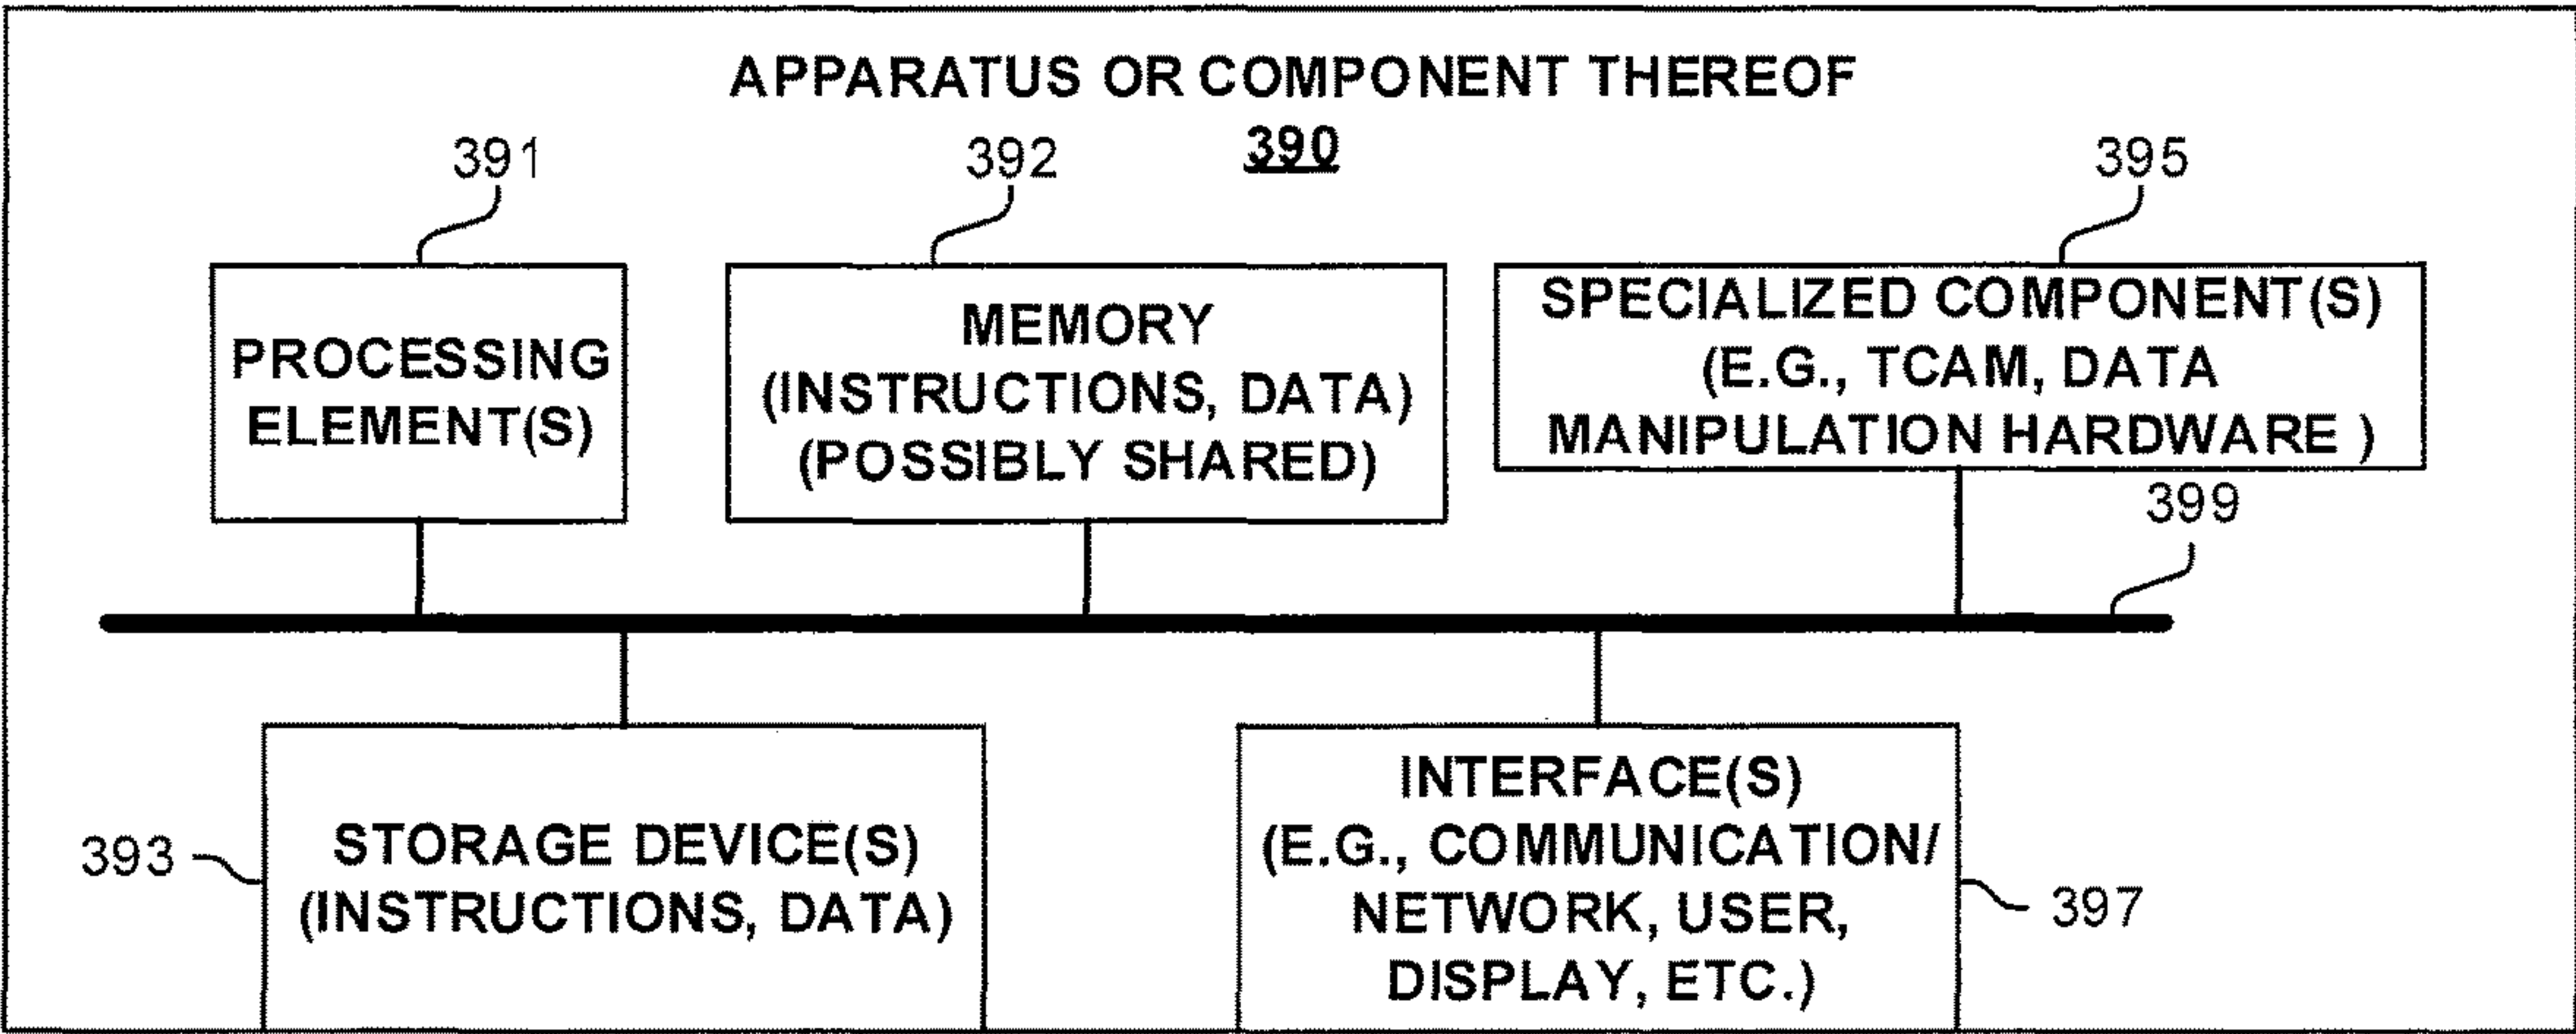 APPARATUS OR COMPONENT THEREOF
390
391
392
395
PROCESSING
ELEMENT(S)
MEMORY
(INSTRUCTIONS, DATA)
(POSSIBLY SHARED)
SPECIALIZED COMPONENT(S)
(E.G., TCAM, DATA
MANIPULATION HARDWARE )
399
393
STORAGE DEVICE(S)
(INSTRUCTIONS, DATA)
INTERFACE(S)
(E.G., COMMUNICATION/
NETWORK, USER,
DISPLAY, ETC.)
397